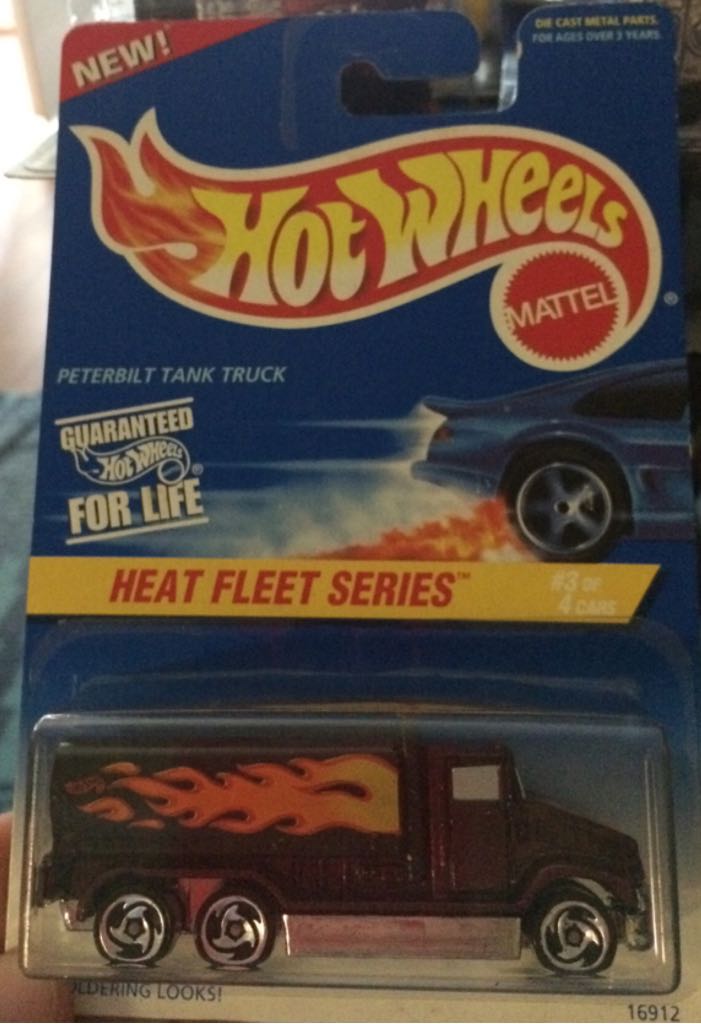 NEW!
DIE CAST METAL PARTS.
FOR AGES OVER 3 YEARS.
HOT WHEELS
MATTEL
®
PETERBILT TANK TRUCK
GUARANTEED
HOT WHEELS ®
FOR LIFE
HEAT FLEET SERIES™
#3 OF
4 CARS
LOOKS!
16912